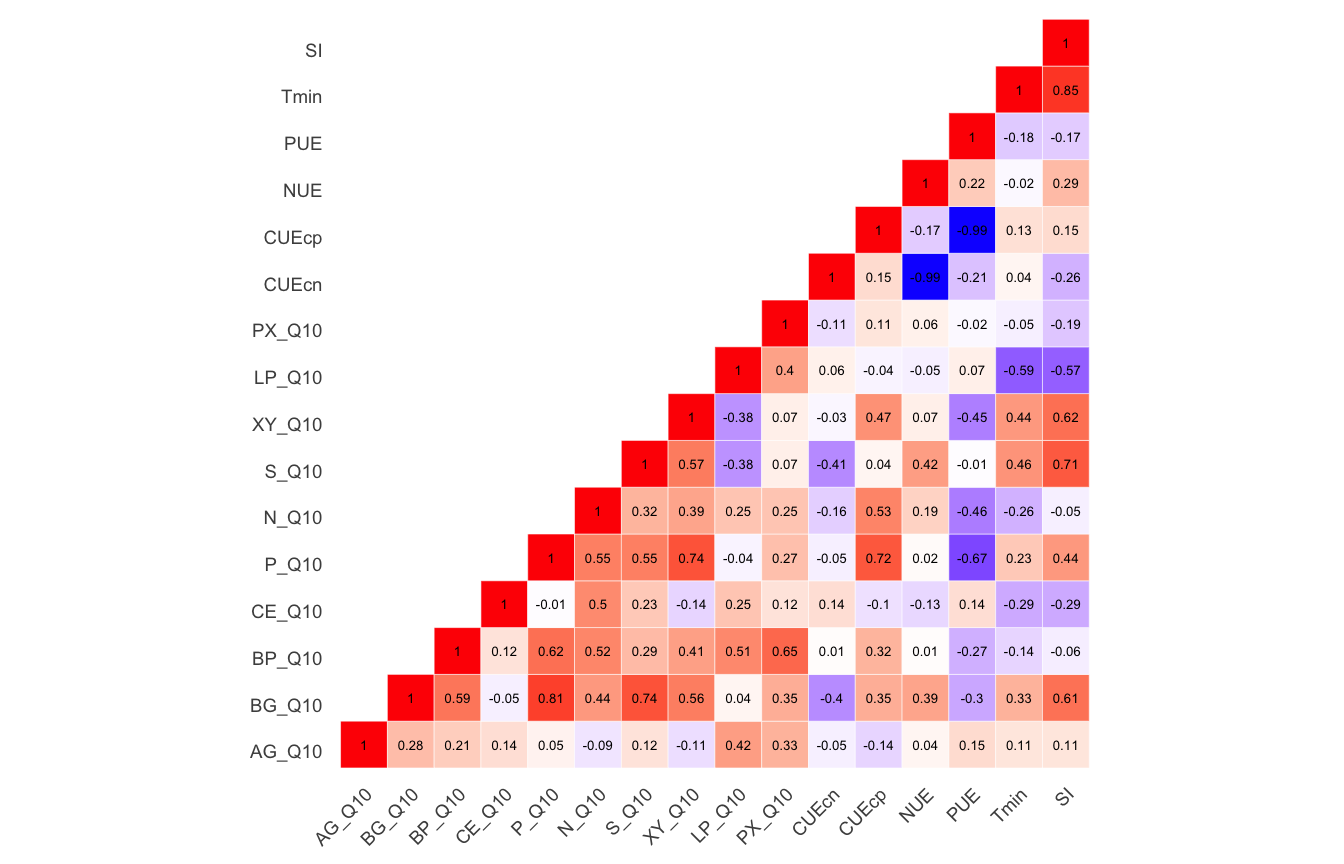 SI 1
Tmin 1 0.85
PUE 1 -0.18 -0.17
NUE 1 0.22 -0.02 0.29
CUEcp 1 -0.17 -0.99 0.13 0.15
CUEcn 1 0.15 -0.99 -0.21 0.04 -0.26
PX_Q10 1 -0.11 0.11 0.06 -0.02 -0.05 -0.19
LP_Q10 1 0.4 0.06 -0.04 -0.05 0.07 -0.59 -0.57
XY_Q10 1 -0.38 0.07 -0.03 0.47 0.07 -0.45 0.44 0.62
S_Q10 1 0.57 -0.38 0.07 -0.41 0.04 0.42 -0.01 0.46 0.71
N_Q10 1 0.32 0.39 0.25 0.25 -0.16 0.53 0.19 -0.46 -0.26 -0.05
P_Q10 1 0.55 0.55 0.74 -0.04 0.27 -0.05 0.72 0.02 -0.67 0.23 0.44
CE_Q10 1 -0.01 0.5 0.23 -0.14 0.25 0.12 0.14 -0.1 -0.13 0.14 -0.29 -0.29
BP_Q10 1 0.12 0.62 0.52 0.29 0.41 0.51 0.65 0.01 0.32 0.01 -0.27 -0.14 -0.06
BG_Q10 1 0.59 -0.05 0.81 0.44 0.74 0.56 0.04 0.35 -0.4 0.35 0.39 -0.3 0.33 0.61
AG_Q10 1 0.28 0.21 0.14 0.05 -0.09 0.12 -0.11 0.42 0.33 -0.05 -0.14 0.04 0.15 0.11 0.11
AG_Q10 BG_Q10 BP_Q10 CE_Q10 P_Q10 N_Q10 S_Q10 XY_Q10 LP_Q10 PX_Q10 CUEcn CUEcp NUE PUE Tmin SI